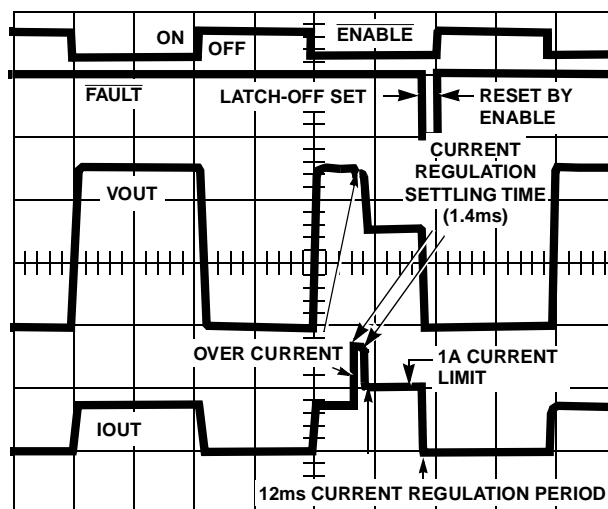 ON
OFF
ENABLE
FAULT
LATCH-OFF SET
RESET BY
ENABLE
CURRENT
REGULATION
SETTLING TIME
(1.4ms)
VOUT
OVER CURRENT
1A CURRENT
LIMIT
IOUT
12ms CURRENT REGULATION PERIOD